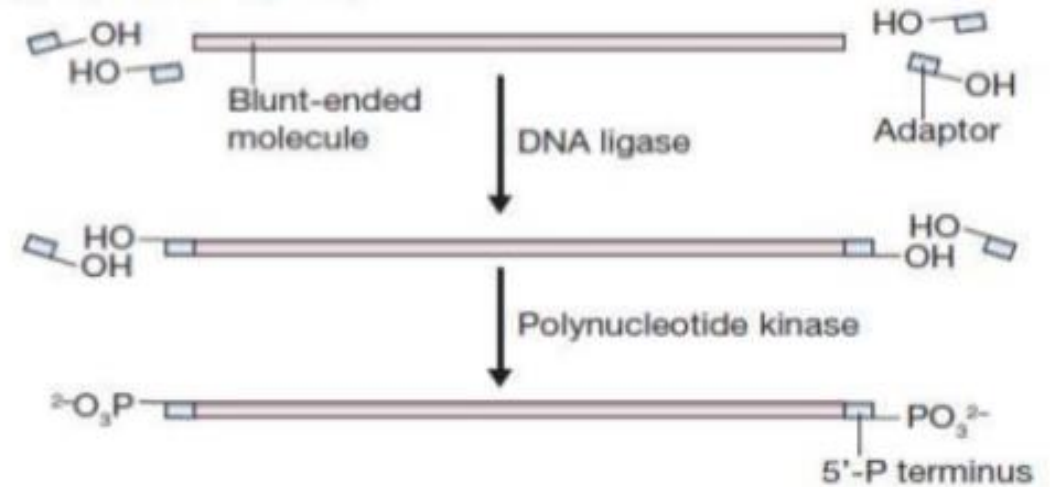 OH
HO
HO
OH
Blunt-ended
molecule
Adaptor
DNA ligase
HO
OH
HO
OH
Polynucleotide kinase
²⁻O₃P
PO₃²⁻
5'-P terminus